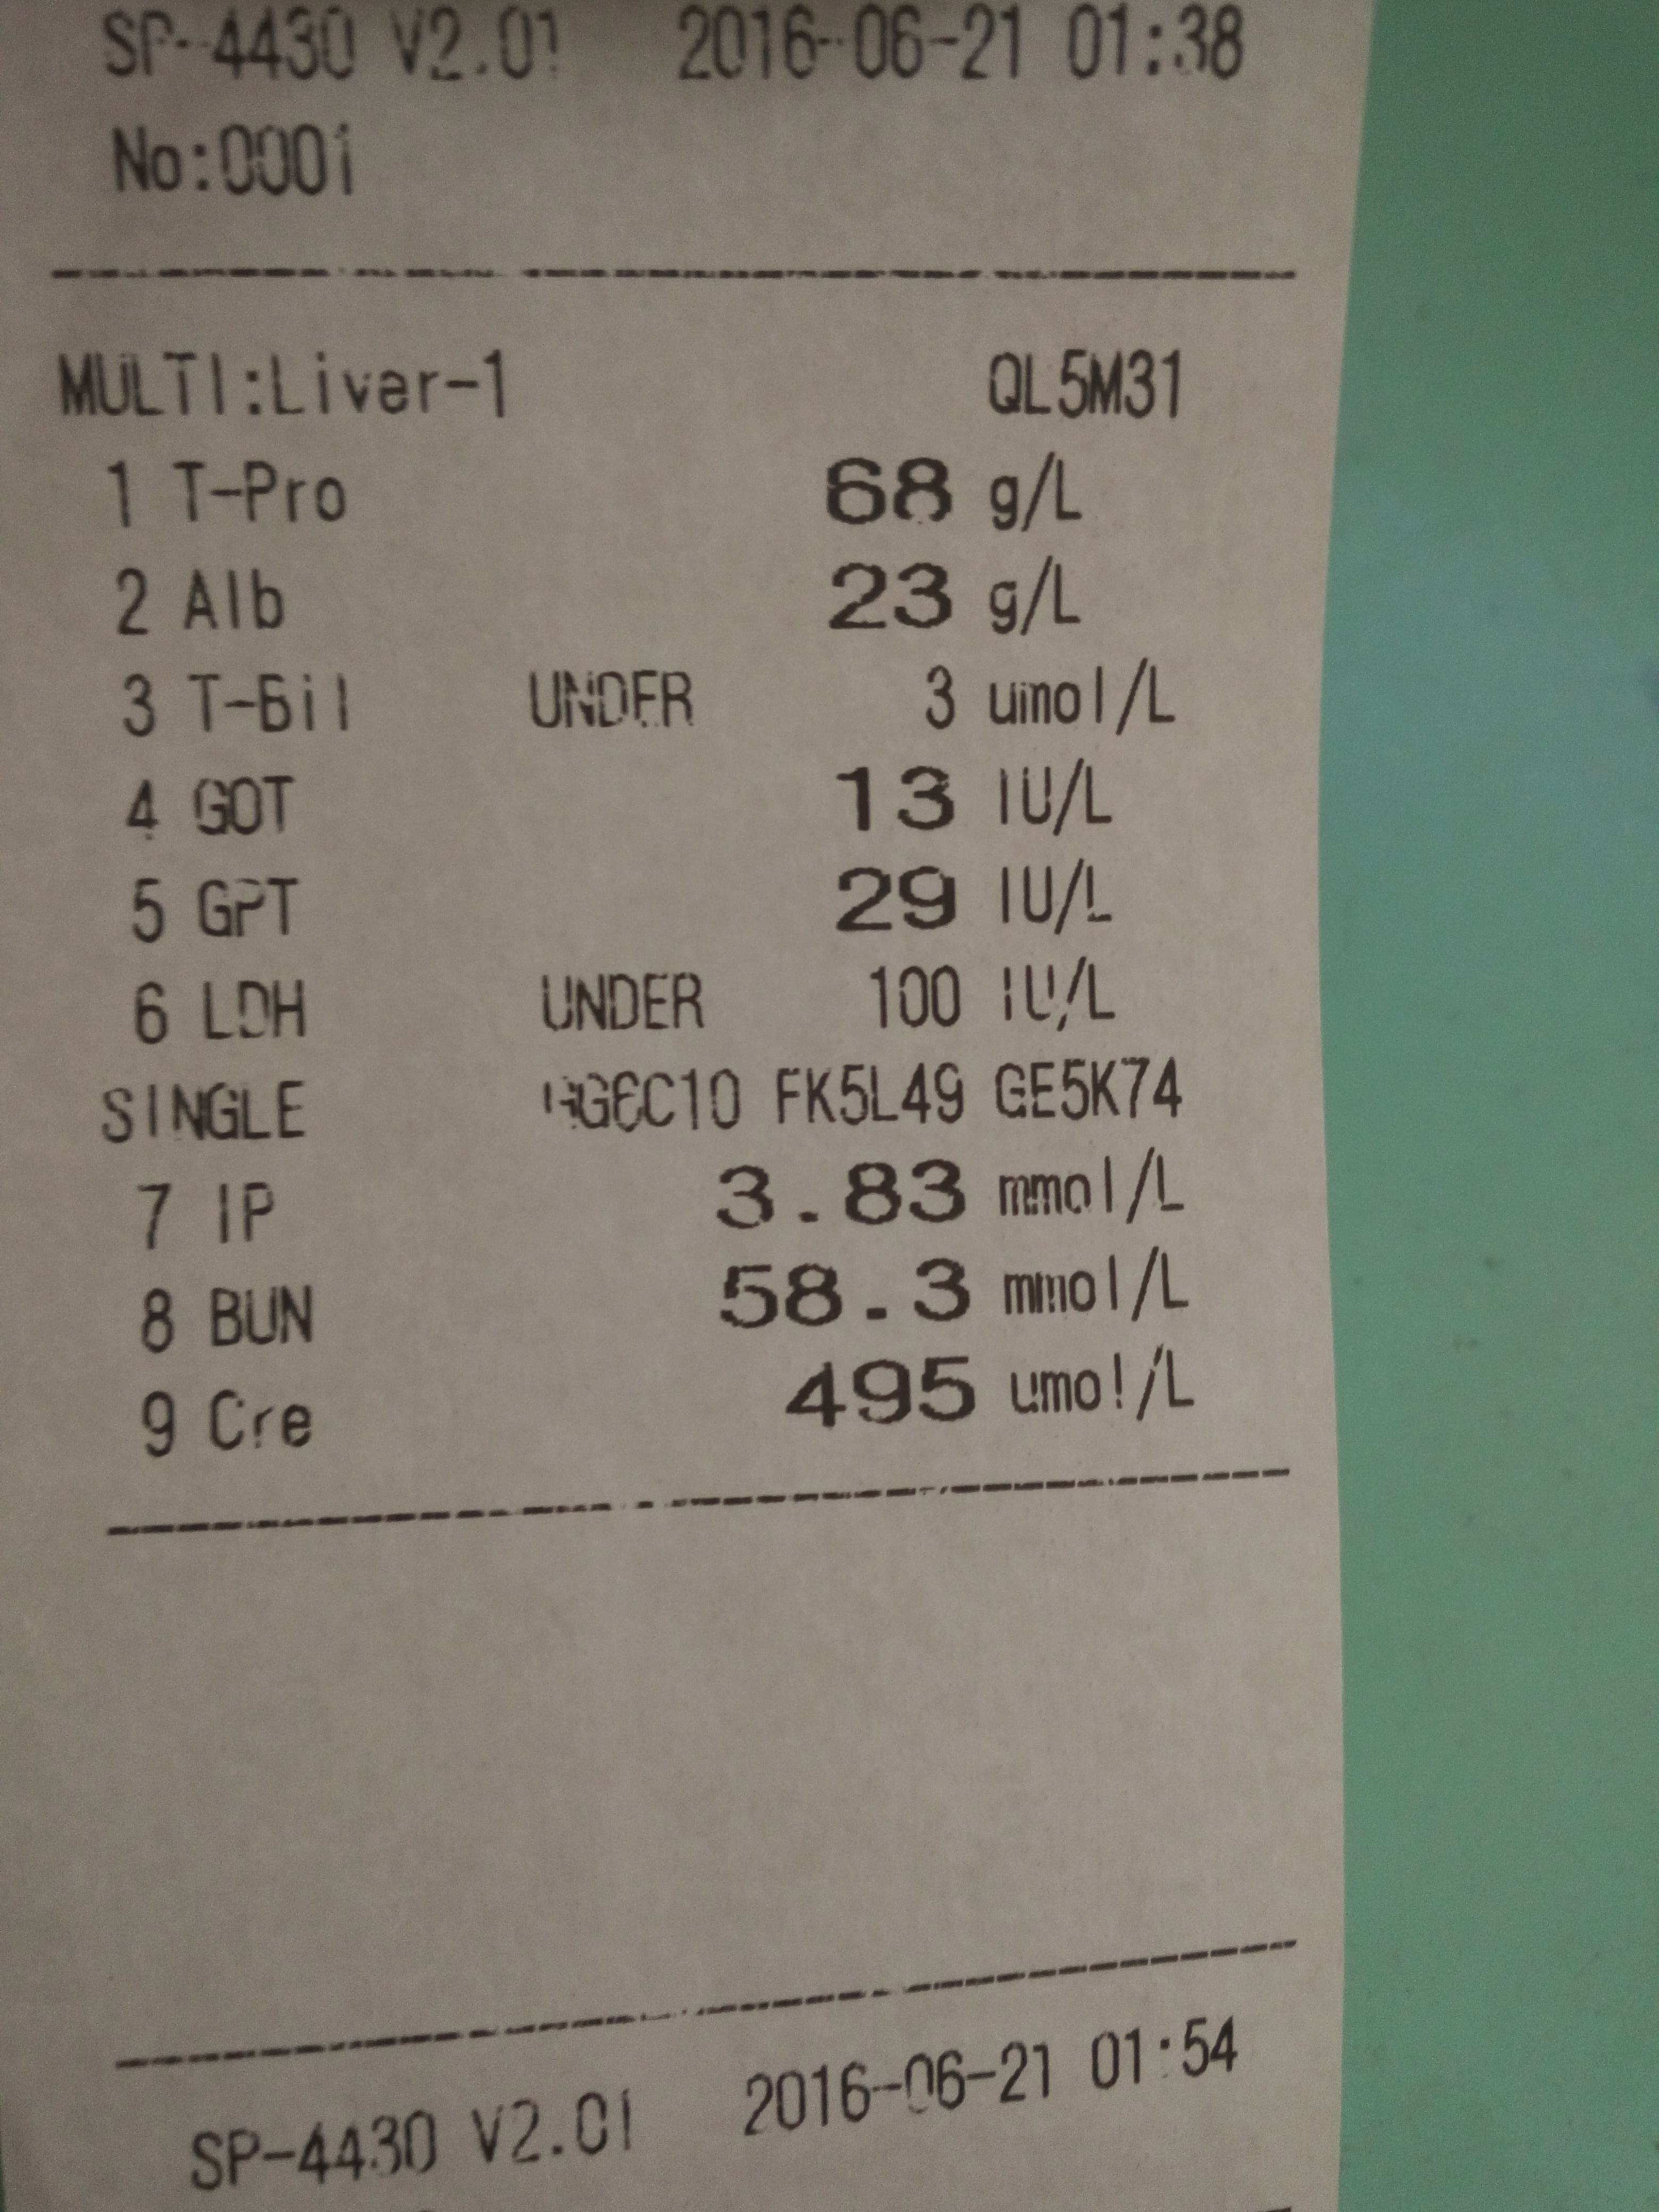 SP-4430 V2.01 2016-06-21 01:38
No:0001
MULTI:Liver-1 QL5M31
1 T-Pro 68 g/L
2 Alb 23 g/L
3 T-Bil UNDER 3 umol/L
4 GOT 13 IU/L
5 GPT 29 IU/L
6 LDH UNDER 100 IU/L
SINGLE FK5L49 GE5K74
7 IP 3.83 mmol/L
8 BUN 58.3 mmol/L
9 Cre 495 umol/L
SP-4430 V2.01 2016-06-21 01:54